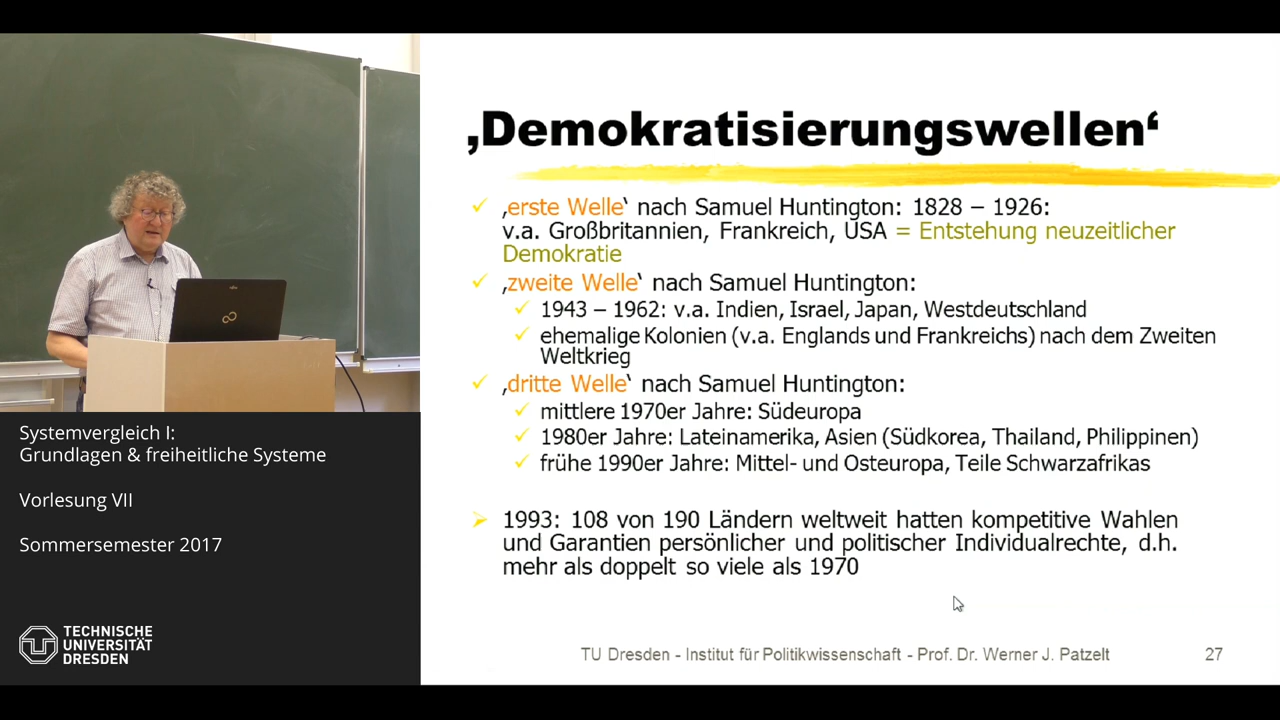 ‚Demokratisierungswellen‘
‚erste Welle‘ nach Samuel Huntington: 1828 – 1926:
v.a. Großbritannien, Frankreich, USA = Entstehung neuzeitlicher
Demokratie
‚zweite Welle‘ nach Samuel Huntington:
1943 – 1962: v.a. Indien, Israel, Japan, Westdeutschland
ehemalige Kolonien (v.a. Englands und Frankreichs) nach dem Zweiten
Weltkrieg
‚dritte Welle‘ nach Samuel Huntington:
mittlere 1970er Jahre: Südeuropa
1980er Jahre: Lateinamerika, Asien (Südkorea, Thailand, Philippinen)
frühe 1990er Jahre: Mittel- und Osteuropa, Teile Schwarzafrikas
1993: 108 von 190 Ländern weltweit hatten kompetitive Wahlen
und Garantien persönlicher und politischer Individualrechte, d.h.
mehr als doppelt so viele als 1970
TU Dresden - Institut für Politikwissenschaft - Prof. Dr. Werner J. Patzelt
27
Systemvergleich I:
Grundlagen & freiheitliche Systeme
Vorlesung VII
Sommersemester 2017
TECHNISCHE
UNIVERSITÄT
DRESDEN